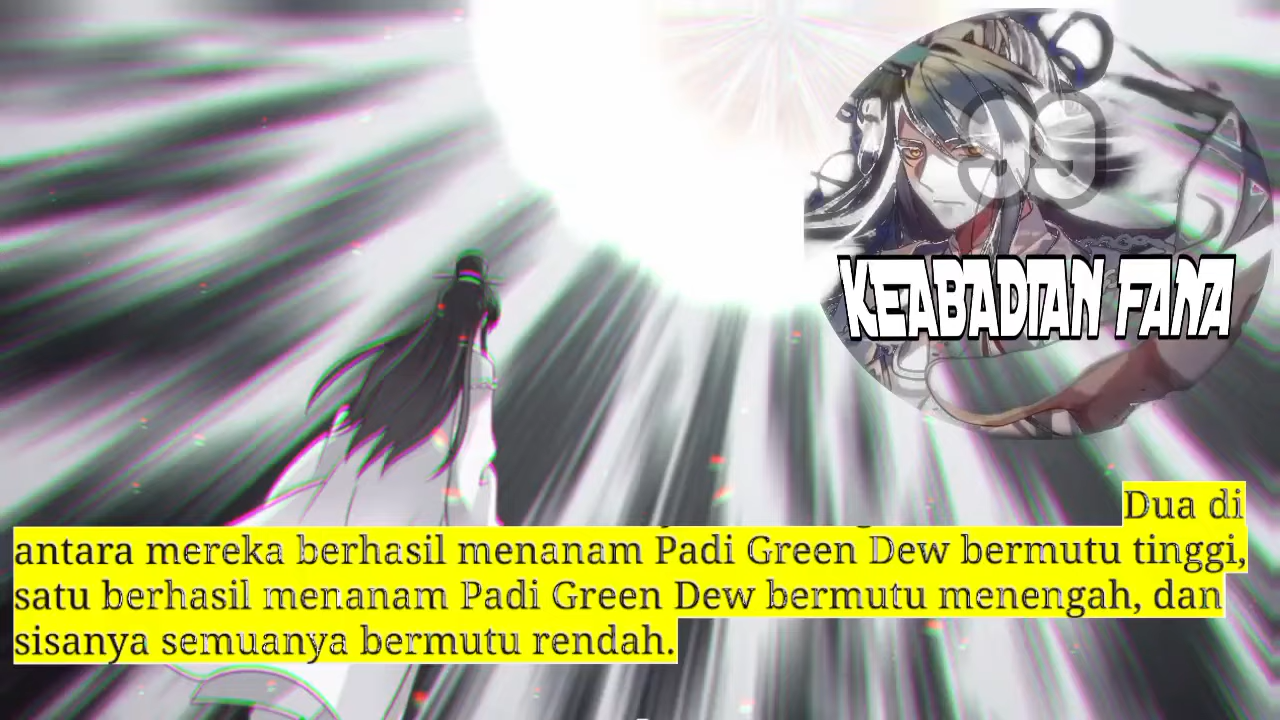 99
KEABADIAN FANA
Dua di
antara mereka berhasil menanam Padi Green Dew bermutu tinggi,
satu berhasil menanam Padi Green Dew bermutu menengah, dan
sisanya semuanya bermutu rendah.